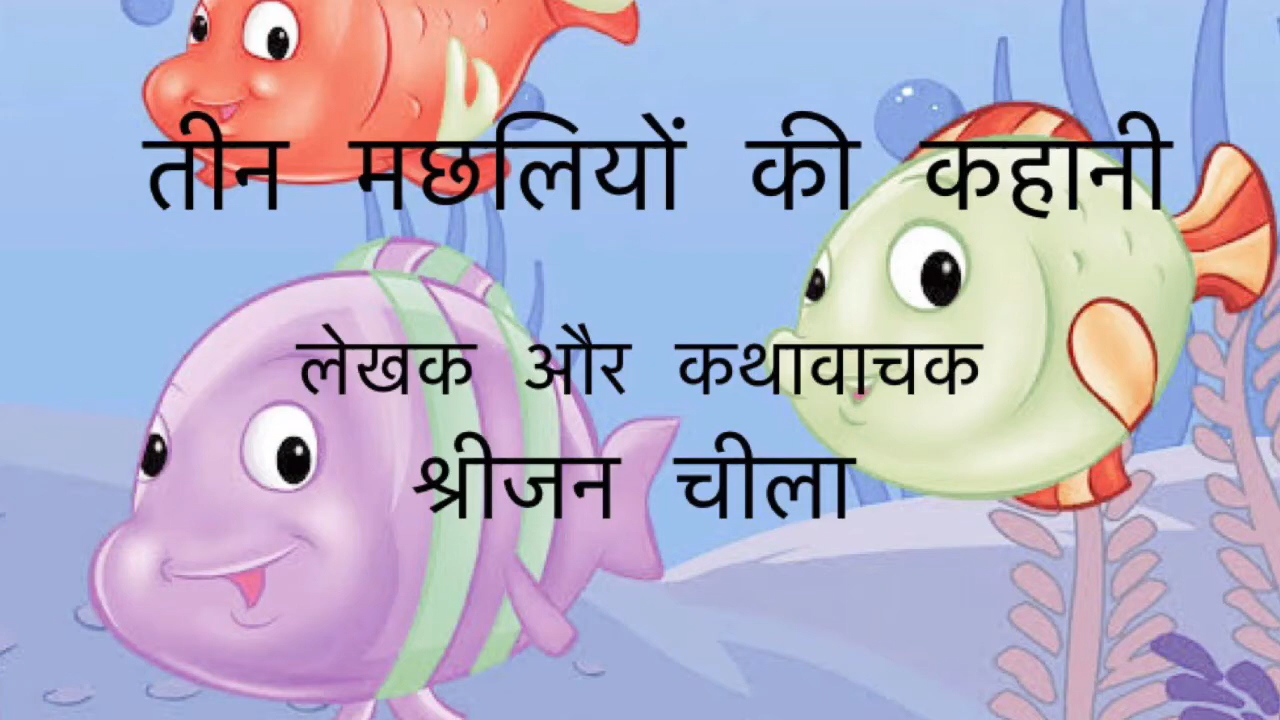 तीन मछलियों की कहानी
लेखक और कथावाचक
श्रीजन चीला